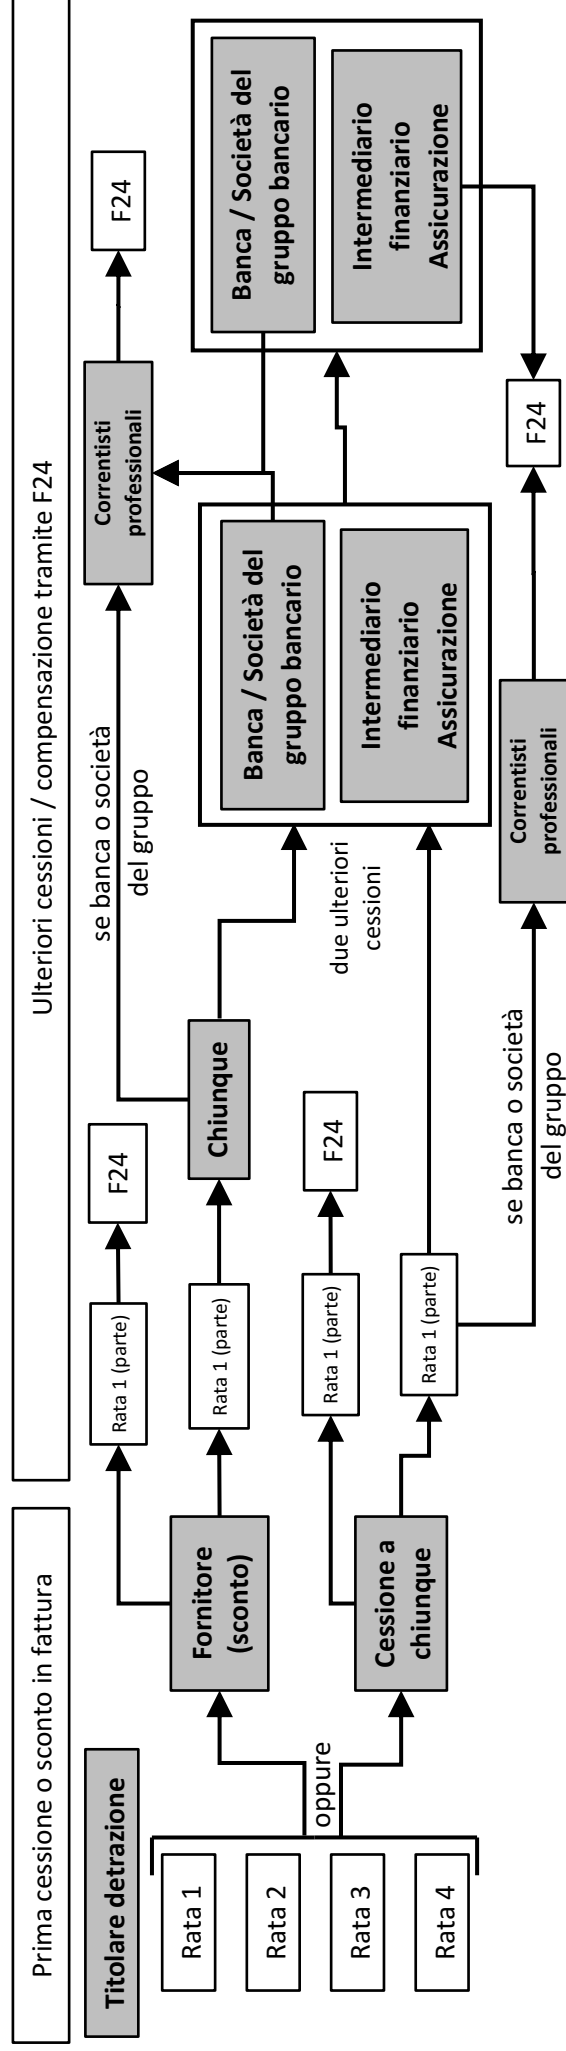 Prima cessione o sconto in fattura
Ulteriori cessioni / compensazione tramite F24
Titolare detrazione
Rata 1
Rata 2
Rata 3
Rata 4
oppure
Fornitore
(sconto)
Cessione a
chiunque
Rata 1 (parte)
F24
Rata 1 (parte)
Chiunque
Rata 1 (parte)
F24
Rata 1 (parte)
se banca o società
del gruppo
due ulteriori
cessioni
se banca o società
del gruppo
Correntisti
professionali
F24
Banca / Società del
gruppo bancario
Intermediario
finanziario
Assicurazione
Correntisti
professionali
F24
Banca / Società del
gruppo bancario
Intermediario
finanziario
Assicurazione